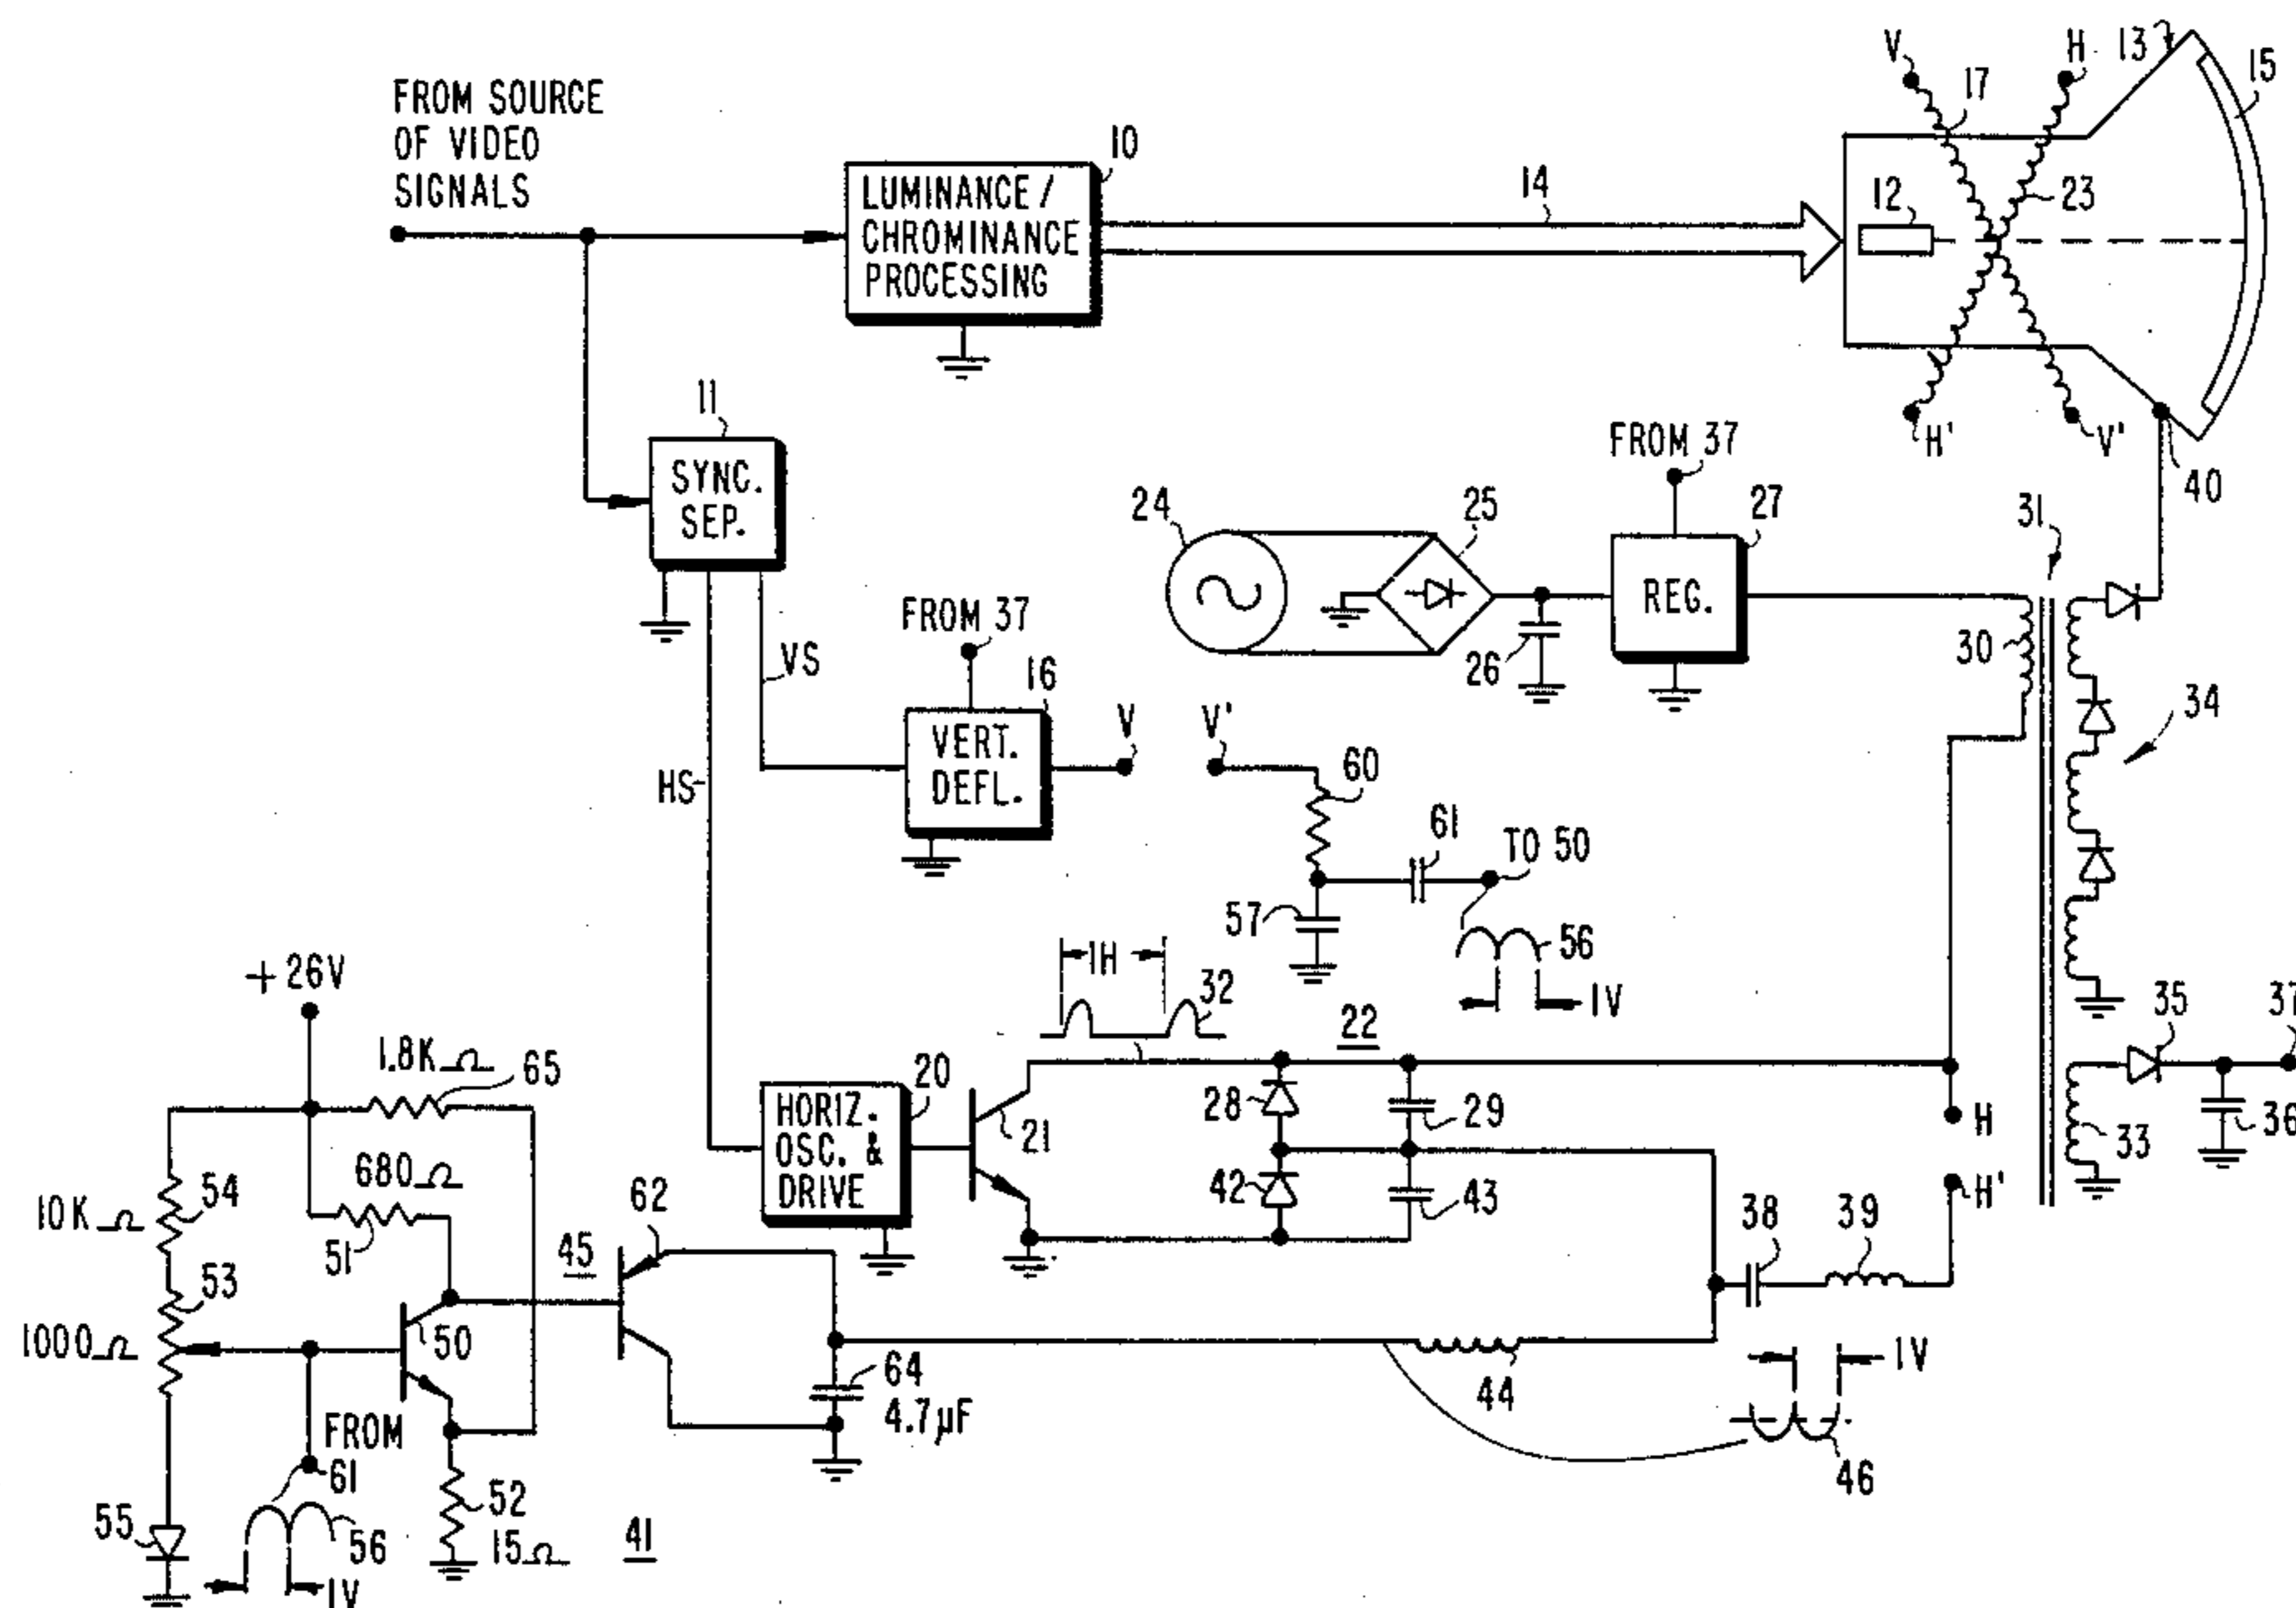 FROM SOURCE
OF VIDEO
SIGNALS
10
LUMINANCE /
CHROMINANCE
PROCESSING
14
V
17
H
13
15
12
23
H'
V'
40
11
SYNC.
SEP.
HS
VS
FROM 37
16
VERT.
DEFL.
V
V'
24
25
26
FROM 37
27
REG.
30
31
34
60
61
TO 50
57
56
1V
1H
32
22
35
37
36
33
H
H'
20
HORIZ.
OSC. &
DRIVE
21
28
29
42
43
38
39
+26V
1.8K Ω
65
680 Ω
51
10K Ω
54
53
1000 Ω
50
45
62
64
4.7µF
44
1V
46
FROM
61
55
56
1V
52
15 Ω
41